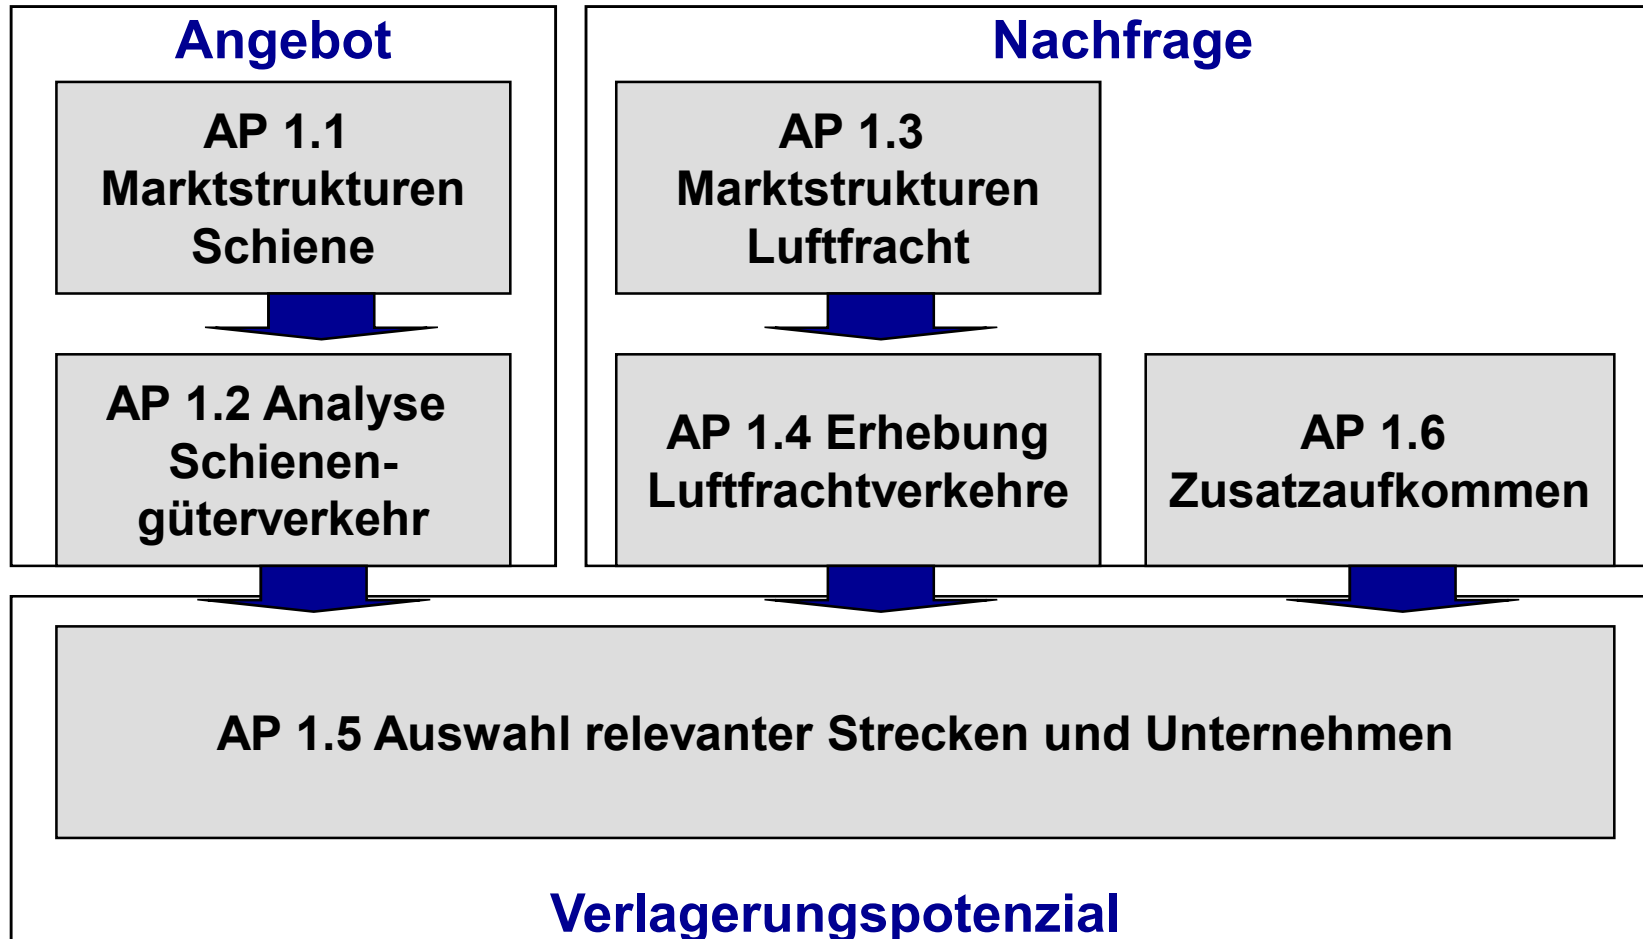 Angebot
AP 1.1
Marktstrukturen
Schiene
AP 1.2 Analyse
Schienen-
güterverkehr
Nachfrage
AP 1.3
Marktstrukturen
Luftfracht
AP 1.4 Erhebung
Luftfrachtverkehre
AP 1.6
Zusatzaufkommen
AP 1.5 Auswahl relevanter Strecken und Unternehmen
Verlagerungspotenzial